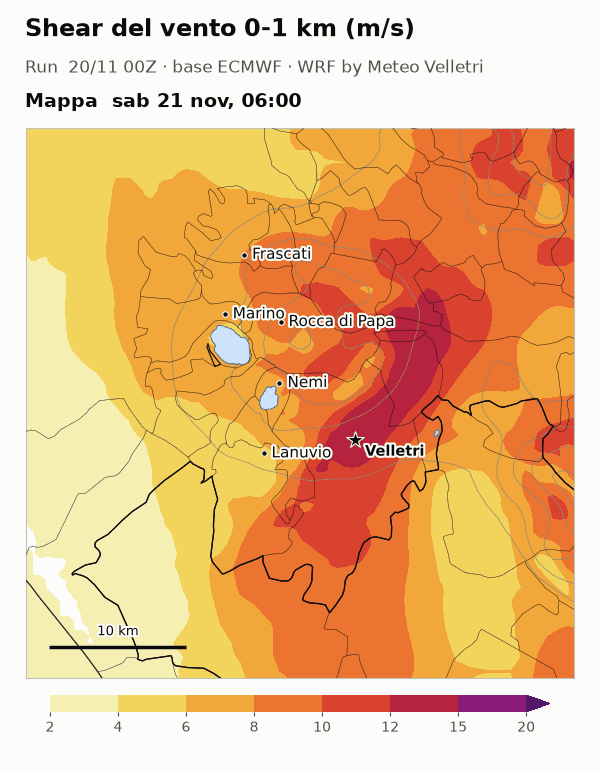 Shear del vento 0-1 km (m/s)
Run  20/11 00Z · base ECMWF · WRF by Meteo Velletri
Mappa  sab 21 nov, 06:00
Frascati
Marino
Rocca di Papa
Nemi
Velletri
Lanuvio
10 km
2 4 6 8 10 12 15 20